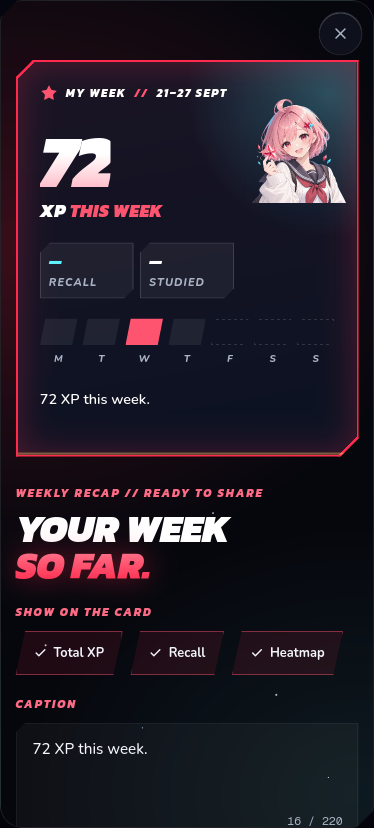 MY WEEK // 21–27 SEPT
72
XP THIS WEEK
– –
RECALL STUDIED
M T W T F S S
72 XP this week.
WEEKLY RECAP // READY TO SHARE
YOUR WEEK
SO FAR.
SHOW ON THE CARD
Total XP Recall Heatmap
CAPTION
72 XP this week.
16 / 220